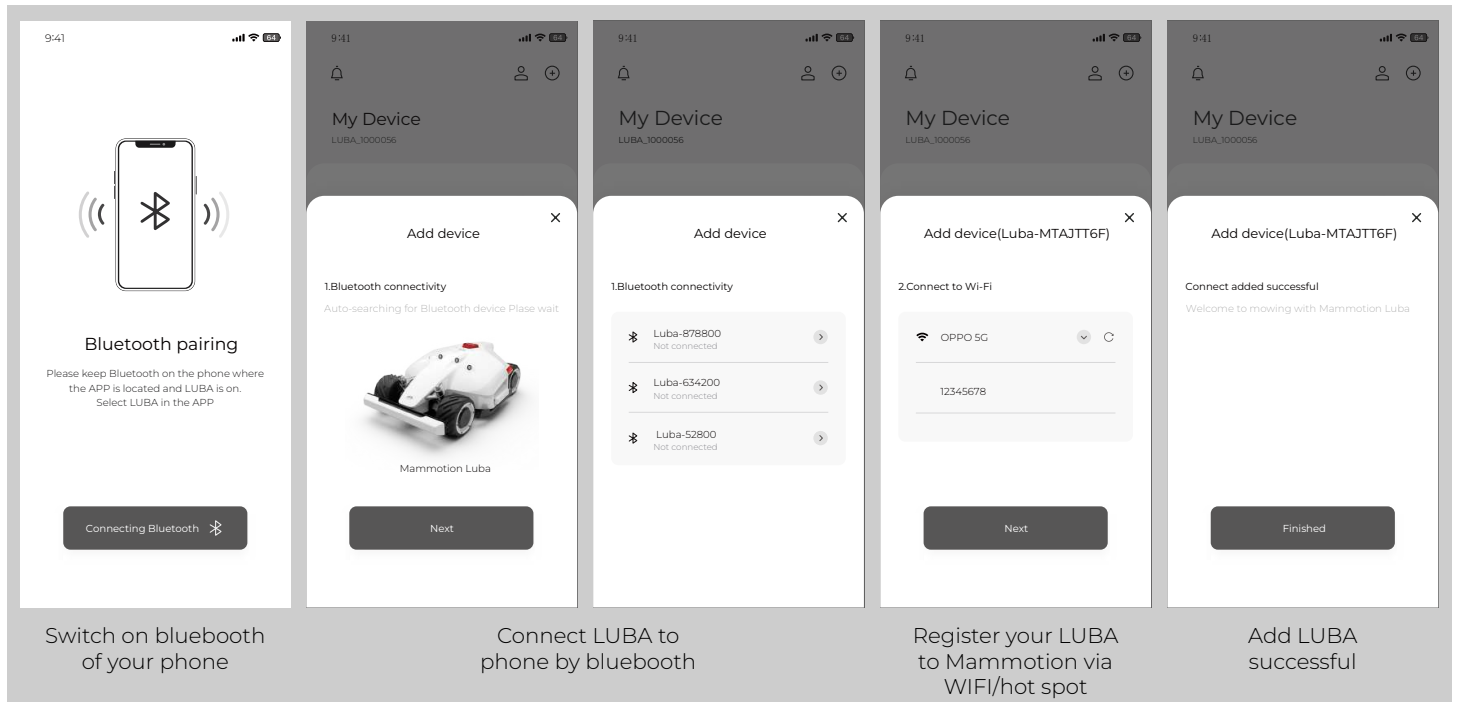 9:41
64
Bluetooth pairing
Please keep Bluetooth on the phone where
the APP is located and LUBA is on.
Select LUBA in the APP
Connecting Bluetooth
Switch on bluebooth
of your phone
9:41
64
My Device
LUBA_1000056
Add device
1.Bluetooth connectivity
Auto-searching for Bluetooth device Plase wait
Mammotion Luba
Next
9:41
64
My Device
LUBA_1000056
Add device
1.Bluetooth connectivity
Luba-878800
Not connected
Luba-634200
Not connected
Luba-52800
Not connected
Connect LUBA to
phone by bluebooth
9:41
64
My Device
LUBA_1000056
Add device(Luba-MTAJTT6F)
2.Connect to Wi-Fi
OPPO 5G
12345678
Next
Register your LUBA
to Mammotion via
WIFI/hot spot
9:41
64
My Device
LUBA_1000056
Add device(Luba-MTAJTT6F)
Connect added successful
Welcome to mowing with Mammotion Luba
Finished
Add LUBA
successful